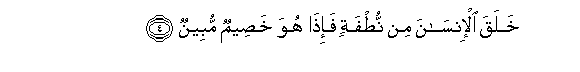 خَلَقَ ٱلْإِنسَـٰنَ مِن نُّطْفَةٍ فَإِذَا هُوَ خَصِيمٌ مُّبِينٌ ﴿٤﴾